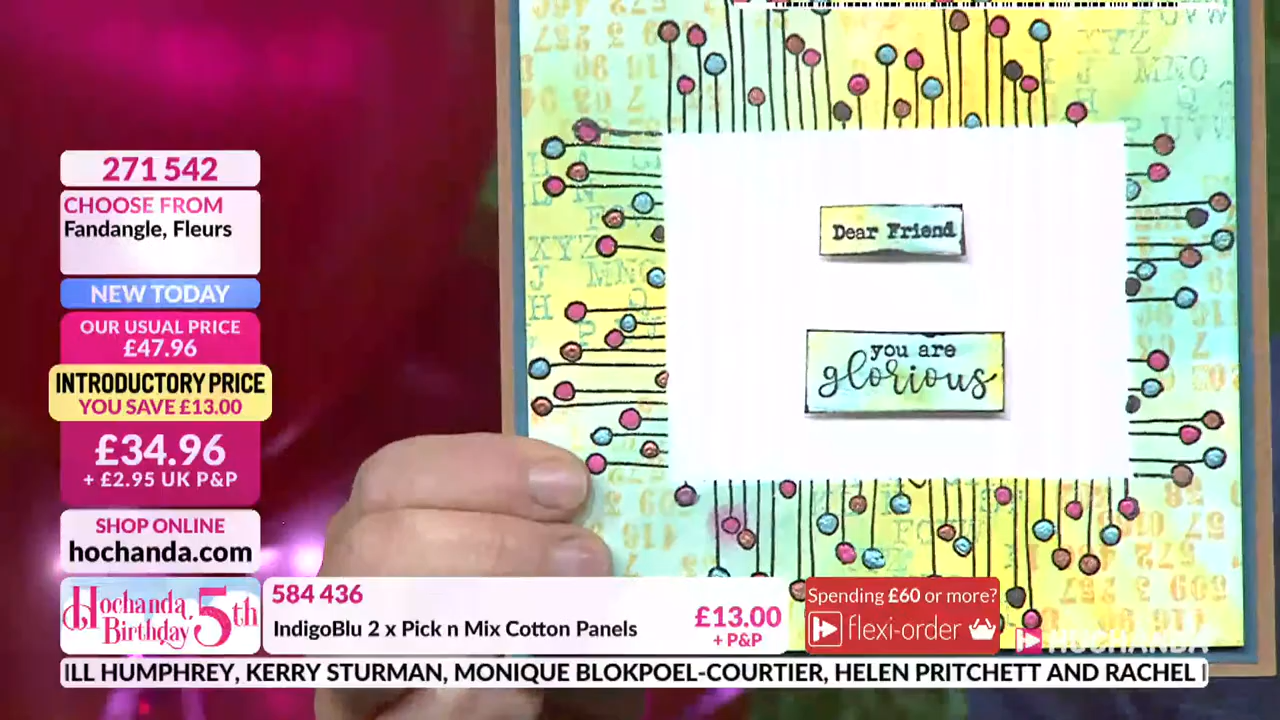 271 542
CHOOSE FROM
Fandangle, Fleurs
NEW TODAY
OUR USUAL PRICE
£47.96
INTRODUCTORY PRICE
YOU SAVE £13.00
£34.96
+ £2.95 UK P&P
SHOP ONLINE
hochanda.com
Dear Friend
you are
glorious
XYZ
Hochanda
Birthday
5th
584 436
IndigoBlu 2 x Pick n Mix Cotton Panels
£13.00
+ P&P
Spending £60 or more?
flexi-order
HOCHANDA
ILL HUMPHREY, KERRY STURMAN, MONIQUE BLOKPOEL-COURTIER, HELEN PRITCHETT AND RACHEL